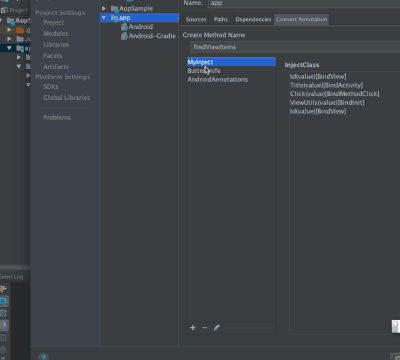 Project
AopS
Project Settings
Project
Modules
Libraries
Facets
Artifacts
Platform Settings
SDKs
Global Libraries
Problems
AopSample
app
Android
Android-Gradle
Name: app
Sources Paths Dependencies Convert Annotation
Create Method Name
findViewItems
MyInject
ButterKnife
AndroidAnnotations
InjectClass
Id(value)[BindView]
Title(value)[BindActivity]
Click(value)[BindMethodClick]
ViewUtils(value)[BindInit]
Id(value)[BindView]
Event Log